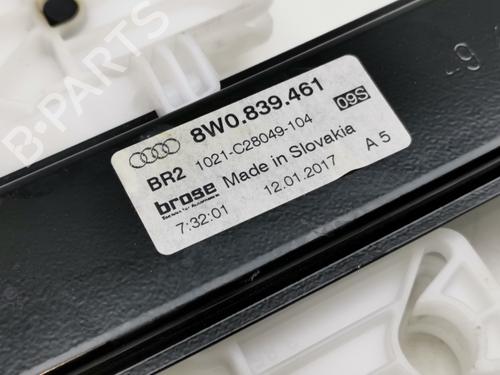 8W0.839.461
09S
BR2 1021-C28049-104
brose Made in Slovakia A 5
7:32:01 12.01.2017
B-PARTS